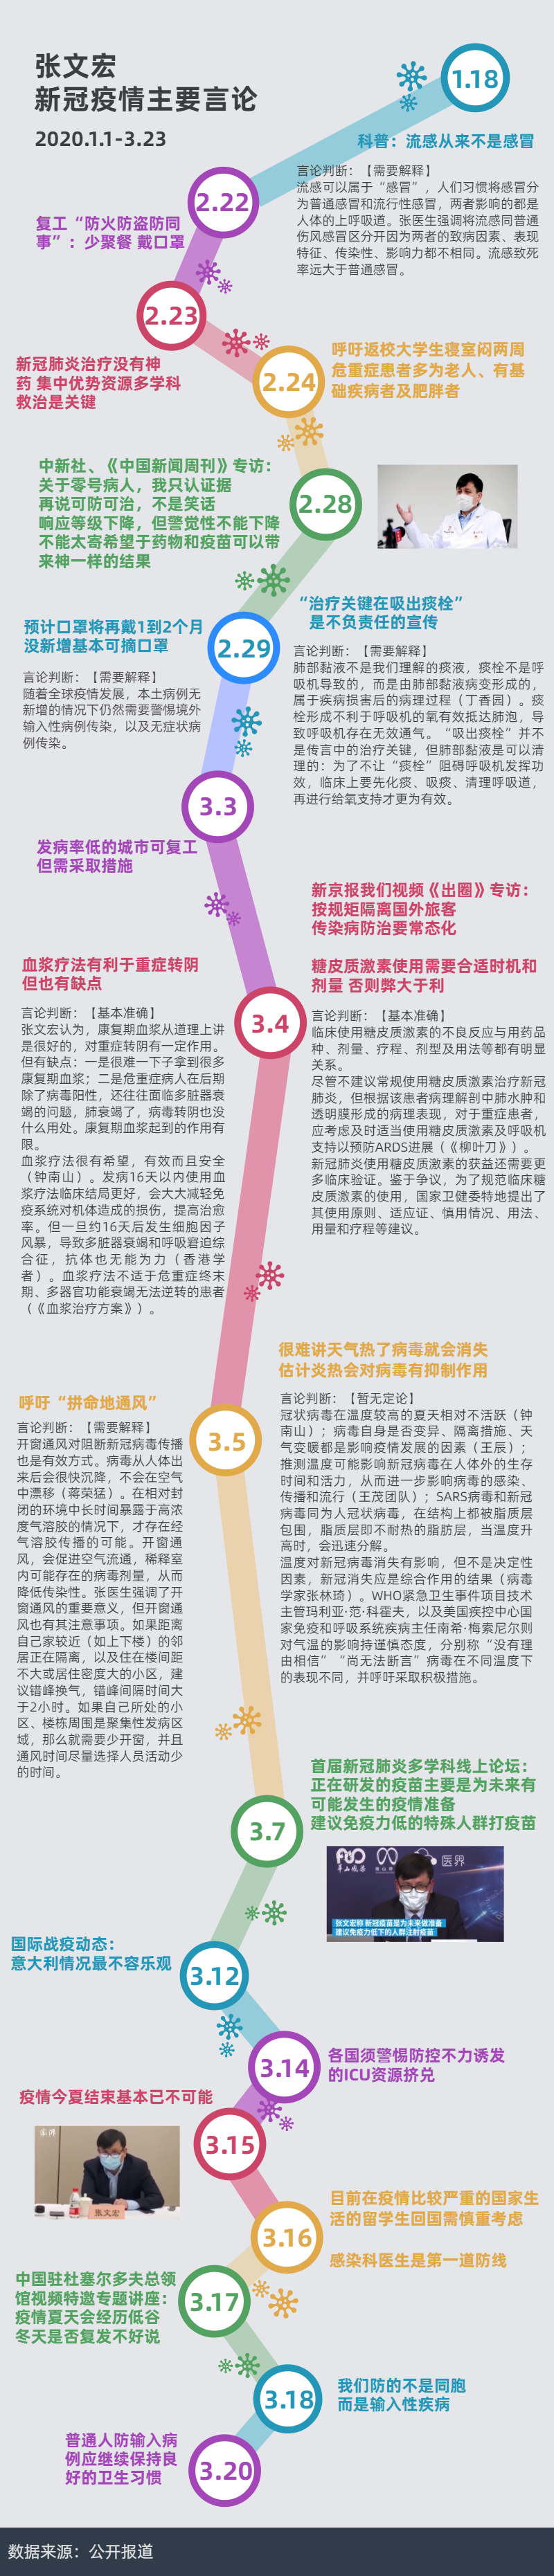 张文宏
新冠疫情主要言论
2020.1.1-3.23
1.18
科普：流感从来不是感冒
言论判断：【需要解释】
流感可以属于“感冒”，人们习惯将感冒分
为普通感冒和流行性感冒，两者影响的都是
人体的上呼吸道。张医生强调将流感同普通
伤风感冒区分开因为两者的致病因素、表现
特征、传染性、影响力都不相同。流感致死
率远大于普通感冒。
2.22
复工“防火防盗防同
事”：少聚餐 戴口罩
2.23
新冠肺炎治疗没有神
药 集中优势资源多学科
救治是关键
2.24
呼吁返校大学生寝室闷两周
危重症患者多为老人、有基
础疾病者及肥胖者
2.28
中新社、《中国新闻周刊》专访：
关于零号病人，我只认证据
再说可防可治，不是笑话
响应等级下降，但警觉性不能下降
不能太寄希望于药物和疫苗可以带
来神一样的结果
2.29
预计口罩将再戴1到2个月
没新增基本可摘口罩
言论判断：【需要解释】
随着全球疫情发展，本土病例无
新增的情况下仍然需要警惕境外
输入性病例传染，以及无症状病
例传染。
“治疗关键在吸出痰栓”
是不负责任的宣传
言论判断：【需要解释】
肺部黏液不是我们理解的痰液，痰栓不是呼
吸机导致的，而是由肺部黏液病变形成的，
属于疾病损害后的病理过程（丁香园）。痰
栓形成不利于呼吸机的氧有效抵达肺泡，导
致呼吸机存在无效通气。“吸出痰栓”并不
是传言中的治疗关键，但肺部黏液是可以清
理的：为了不让“痰栓”阻碍呼吸机发挥功
效，临床上要先化痰、吸痰、清理呼吸道，
再进行给氧支持才更为有效。
3.3
发病率低的城市可复工
但需采取措施
3.4
新京报我们视频《出圈》专访：
按规矩隔离国外旅客
传染病防治要常态化
血浆疗法有利于重症转阴
但也有缺点
言论判断：【基本准确】
张文宏认为，康复期血浆从道理上讲
是很好的，对重症转阴有一定作用。
但有缺点：一是很难一下子拿到很多
康复期血浆；二是危重症病人在后期
除了病毒阳性，还往往面临多脏器衰
竭的问题，肺衰竭了，病毒转阴也没
什么用处。康复期血浆起到的作用有
限。
血浆疗法很有希望，有效而且安全
（钟南山）。发病16天以内使用血
浆疗法临床结局更好，会大大减轻免
疫系统对机体造成的损伤，提高治愈
率。但一旦约16天后发生细胞因子
风暴，导致多脏器衰竭和呼吸窘迫综
合征，抗体也无能为力（香港学
者）。血浆疗法不适于危重症终末
期、多器官功能衰竭无法逆转的患者
（《血浆治疗方案》）。
糖皮质激素使用需要合适时机和
剂量 否则弊大于利
言论判断：【基本准确】
临床使用糖皮质激素的不良反应与用药品
种、剂量、疗程、剂型及用法等都有明显
关系。
尽管不建议常规使用糖皮质激素治疗新冠
肺炎，但根据该患者病理解剖中肺水肿和
透明膜形成的病理表现，对于重症患者，
应考虑及时适当使用糖皮质激素及呼吸机
支持以预防ARDS进展（《柳叶刀》）。
新冠肺炎使用糖皮质激素的获益还需要更
多临床验证。鉴于争议，为了规范临床糖
皮质激素的使用，国家卫健委特地提出了
其使用原则、适应证、慎用情况、用法、
用量和疗程等建议。
3.5
很难讲天气热了病毒就会消失
估计炎热会对病毒有抑制作用
言论判断：【暂无定论】
冠状病毒在温度较高的夏天相对不活跃（钟
南山）；病毒自身是否变异、隔离措施、天
气变暖都是影响疫情发展的因素（王辰）；
推测温度可能影响新冠病毒在人体外的生存
时间和活力，从而进一步影响病毒的感染、
传播和流行（王茂团队）；SARS病毒和新冠
病毒同为人冠状病毒，在结构上都被脂质层
包围，脂质层即不耐热的脂肪层，当温度升
高时，会迅速分解。
温度对新冠病毒消失有影响，但不是决定性
因素，新冠消失应是综合作用的结果（病毒
学家张林琦）。WHO紧急卫生事件项目技术
主管玛利亚·范·科霍夫，以及美国疾控中心国
家免疫和呼吸系统疾病主任南希·梅索尼尔则
对气温的影响持谨慎态度，分别称“没有理
由相信”“尚无法断言”病毒在不同温度下
的表现不同，并呼吁采取积极措施。
呼吁“拼命地通风”
言论判断：【需要解释】
开窗通风对阻断新冠病毒传播
也是有效方式。病毒从人体出
来后会很快沉降，不会在空气
中漂移（蒋荣猛）。在相对封
闭的环境中长时间暴露于高浓
度气溶胶的情况下，才存在经
气溶胶传播的可能。开窗通
风，会促进空气流通，稀释室
内可能存在的病毒剂量，从而
降低传染性。张医生强调了开
窗通风的重要意义，但开窗通
风也有其注意事项。如果距离
自己家较近（如上下楼）的邻
居正在隔离，以及住在楼间距
不大或居住密度大的小区，建
议错峰换气，错峰间隔时间大
于2小时。如果自己所处的小
区、楼栋周围是聚集性发病区
域，那么就需要少开窗，并且
通风时间尽量选择人员活动少
的时间。
3.7
首届新冠肺炎多学科线上论坛：
正在研发的疫苗主要是为未来有
可能发生的疫情准备
建议免疫力低的特殊人群打疫苗
医界
张文宏称 新冠疫苗是为未来做准备
建议免疫力低下的人群注射疫苗
3.12
国际战疫动态：
意大利情况最不容乐观
3.14
各国须警惕防控不力诱发
的ICU资源挤兑
3.15
疫情今夏结束基本已不可能
张文宏
3.16
目前在疫情比较严重的国家生
活的留学生回国需慎重考虑
感染科医生是第一道防线
3.17
中国驻杜塞尔多夫总领
馆视频特邀专题讲座：
疫情夏天会经历低谷
冬天是否复发不好说
3.18
我们防的不是同胞
而是输入性疾病
3.20
普通人防输入病
例应继续保持良
好的卫生习惯
数据来源：公开报道